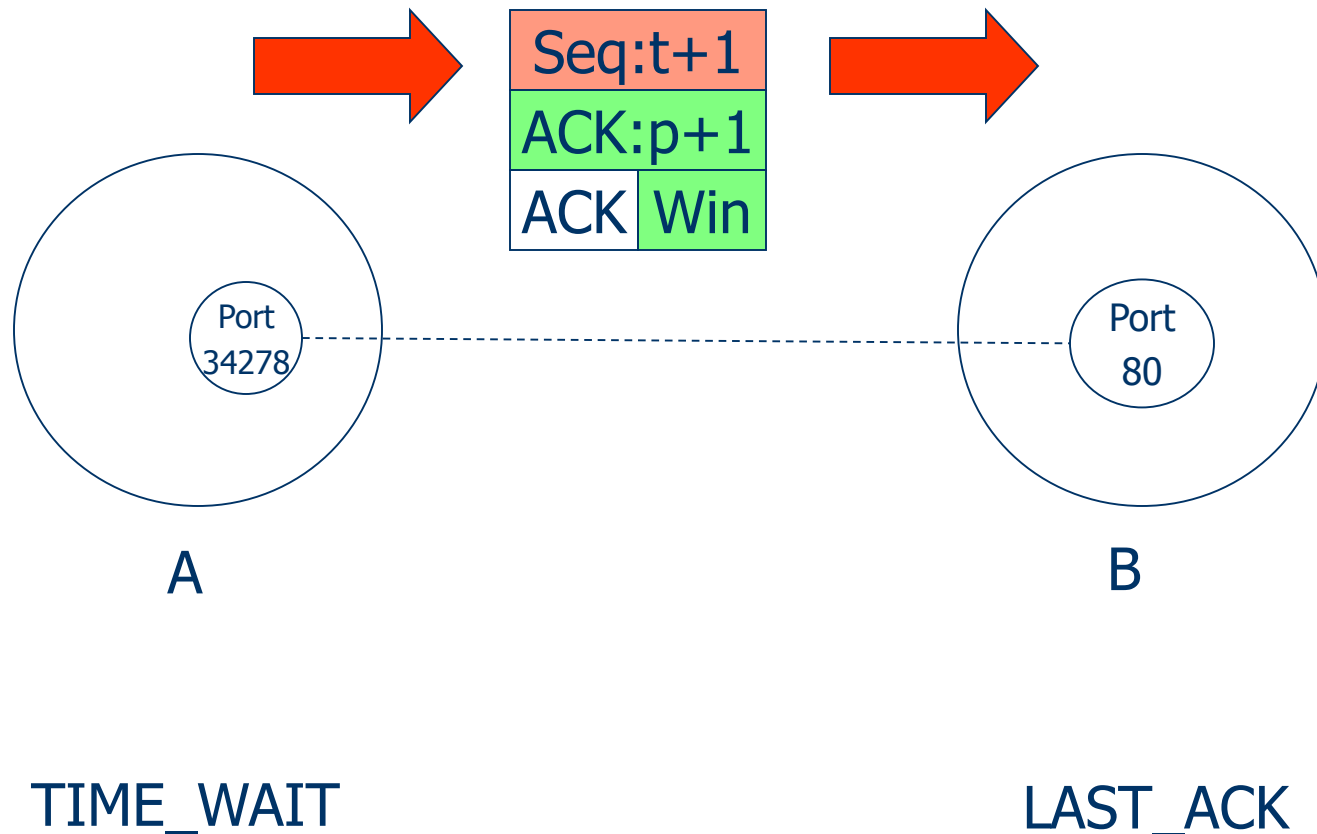 Seq:t+1
ACK:p+1
ACK Win
Port
34278
Port
80
A
B
TIME_WAIT
LAST_ACK